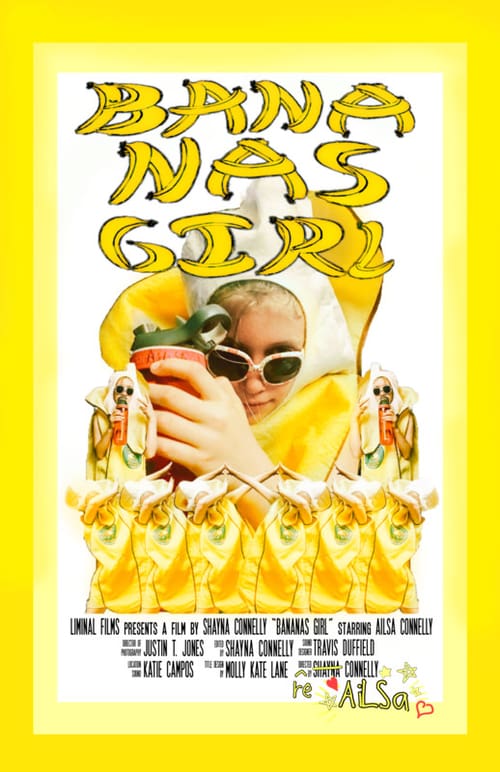 BANA
NAS
GIRL
LIMINAL FILMS PRESENTS A FILM BY SHAYNA CONNELLY "BANANAS GIRL" STARRING AILSA CONNELLY
DIRECTOR OF PHOTOGRAPHY JUSTIN T. JONES EDITED BY SHAYNA CONNELLY SOUND DESIGNER TRAVIS DUFFIELD
LOCATION SOUND KATIE CAMPOS TITLE DESIGN BY MOLLY KATE LANE DIRECTED BY SHAYNA CONNELLY
AiLSa